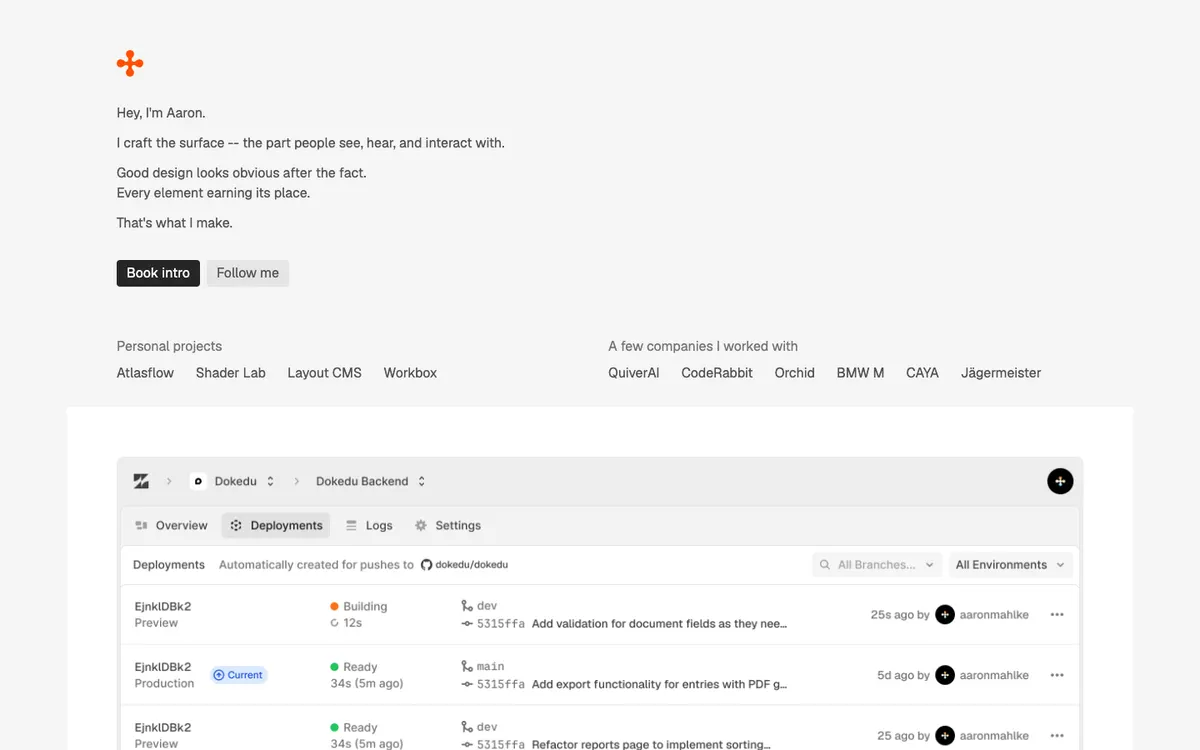 Hey, I'm Aaron.
I craft the surface -- the part people see, hear, and interact with.
Good design looks obvious after the fact.
Every element earning its place.
That's what I make.
Book intro
Follow me
Personal projects
Atlasflow
Shader Lab
Layout CMS
Workbox
A few companies I worked with
QuiverAI
CodeRabbit
Orchid
BMW M
CAYA
Jägermeister
Dokedu
Dokedu Backend
Overview
Deployments
Logs
Settings
Deployments
Automatically created for pushes to dokedu/dokedu
All Branches...
All Environments
EjnklDBk2
Preview
Building
12s
dev
5315ffa Add validation for document fields as they nee...
25s ago by aaronmahlke
EjnklDBk2
Production
Current
Ready
34s (5m ago)
main
5315ffa Add export functionality for entries with PDF g...
5d ago by aaronmahlke
EjnklDBk2
Preview
Ready
34s (5m ago)
dev
5315ffa Refactor reports page to implement sorting...
25 ago by aaronmahlke